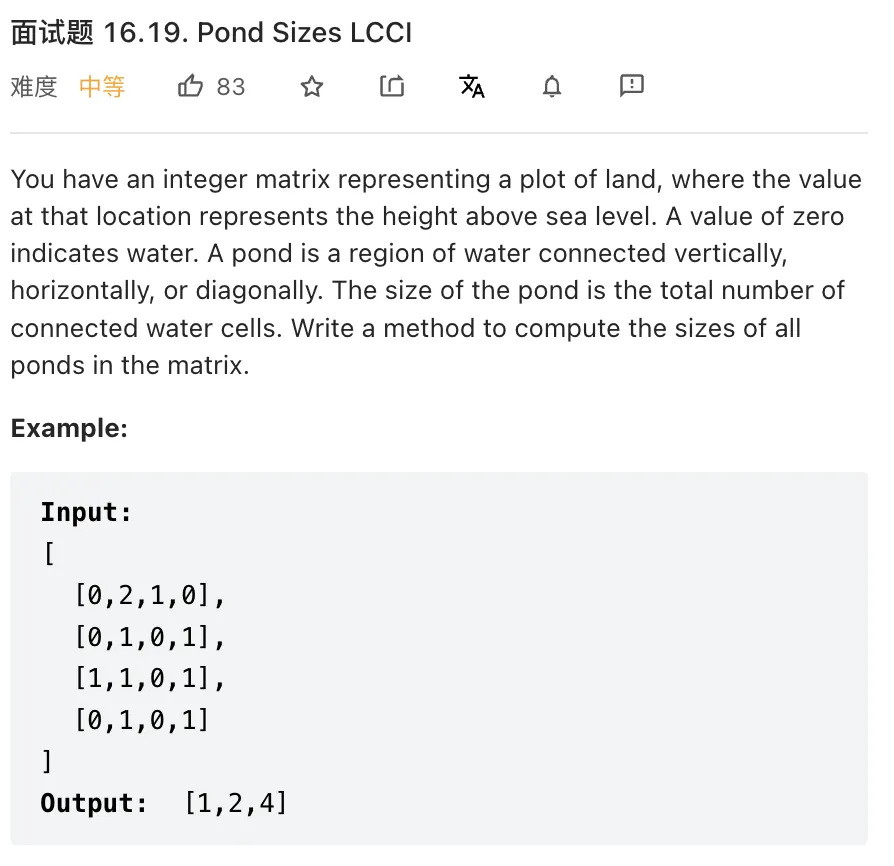 面试题 16.19. Pond Sizes LCCI
难度 中等 83 文A
You have an integer matrix representing a plot of land, where the value
at that location represents the height above sea level. A value of zero
indicates water. A pond is a region of water connected vertically,
horizontally, or diagonally. The size of the pond is the total number of
connected water cells. Write a method to compute the sizes of all
ponds in the matrix.
Example:
Input:
[
[0,2,1,0],
[0,1,0,1],
[1,1,0,1],
[0,1,0,1]
]
Output: [1,2,4]